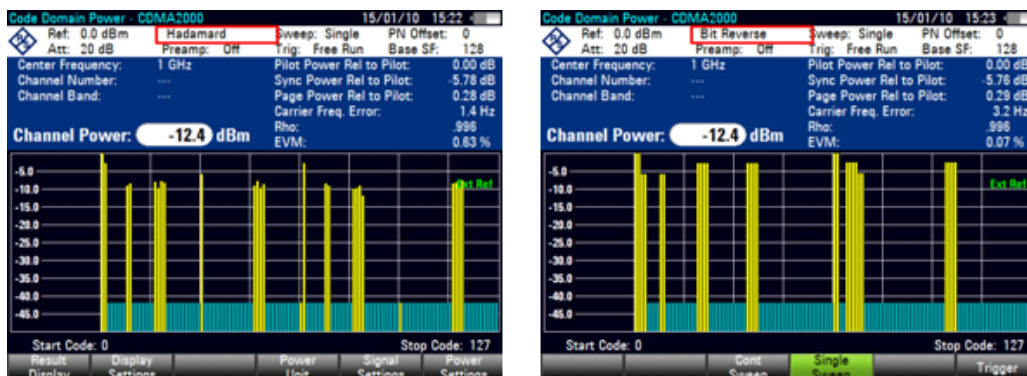 Code Domain Power - CDMA2000 15/01/10 15:22
Ref: 0.0 dBm Hadamard Sweep: Single PN Offset: 0
Att: 20 dB Preamp: Off Trig: Free Run Base SF: 128
Center Frequency: 1 GHz Pilot Power Rel to Pilot: 0.00 dB
Channel Number: --- Sync Power Rel to Pilot: -5.78 dB
Channel Band: --- Page Power Rel to Pilot: 0.28 dB
Carrier Freq. Error: 1.4 Hz
Channel Power: -12.4 dBm Rho: .996
EVM: 0.63 %
-5.0
Ext Ref
-10.0
-15.0
-20.0
-25.0
-30.0
-35.0
-40.0
-45.0
Start Code: 0 Stop Code: 127
Result Display Power Signal Power
Display Settings Unit Settings Settings
Code Domain Power - CDMA2000 15/01/10 15:23
Ref: 0.0 dBm Bit Reverse Sweep: Single PN Offset: 0
Att: 20 dB Preamp: Off Trig: Free Run Base SF: 128
Center Frequency: 1 GHz Pilot Power Rel to Pilot: 0.00 dB
Channel Number: --- Sync Power Rel to Pilot: -5.76 dB
Channel Band: --- Page Power Rel to Pilot: 0.29 dB
Carrier Freq. Error: 3.2 Hz
Channel Power: -12.4 dBm Rho: .996
EVM: 0.07 %
-5.0
Ext Ref
-10.0
-15.0
-20.0
-25.0
-30.0
-35.0
-40.0
-45.0
Start Code: 0 Stop Code: 127
Cont Single Trigger
Sweep Sweep